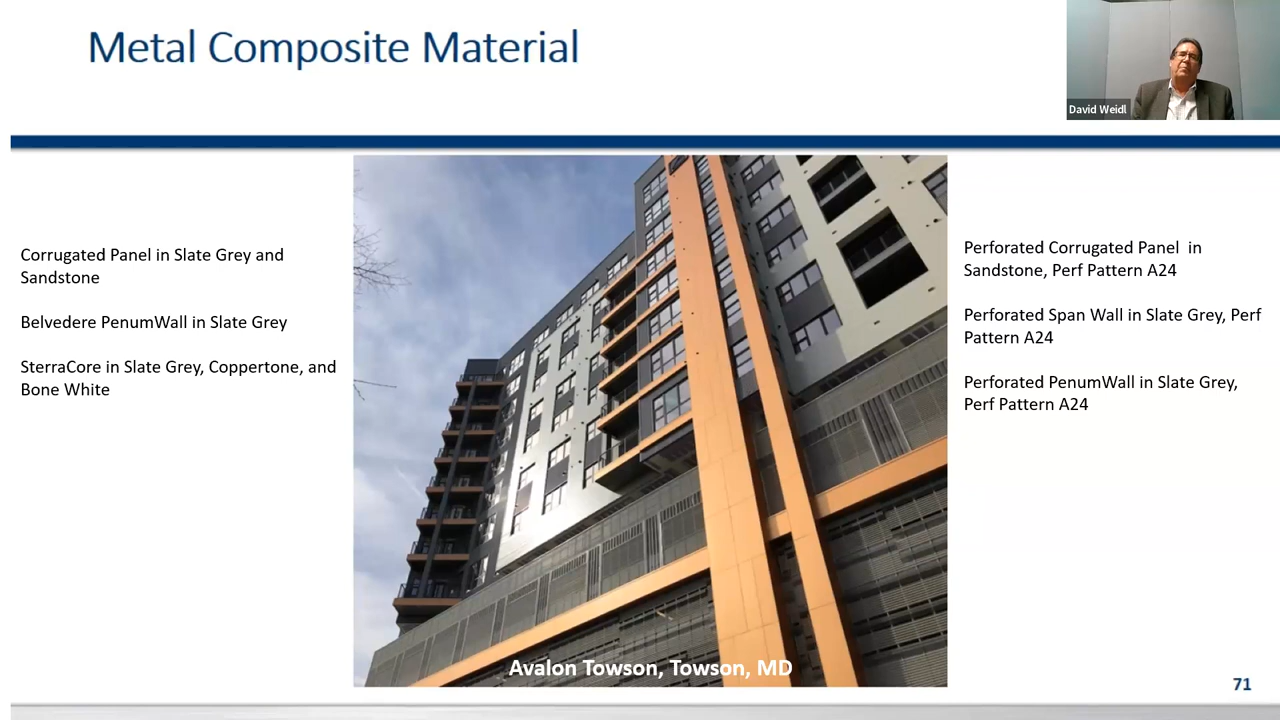 Metal Composite Material
David Weidl
Corrugated Panel in Slate Grey and
Sandstone
Belvedere PenumWall in Slate Grey
SterraCore in Slate Grey, Coppertone, and
Bone White
Perforated Corrugated Panel in
Sandstone, Perf Pattern A24
Perforated Span Wall in Slate Grey, Perf
Pattern A24
Perforated PenumWall in Slate Grey,
Perf Pattern A24
Avalon Towson, Towson, MD
71